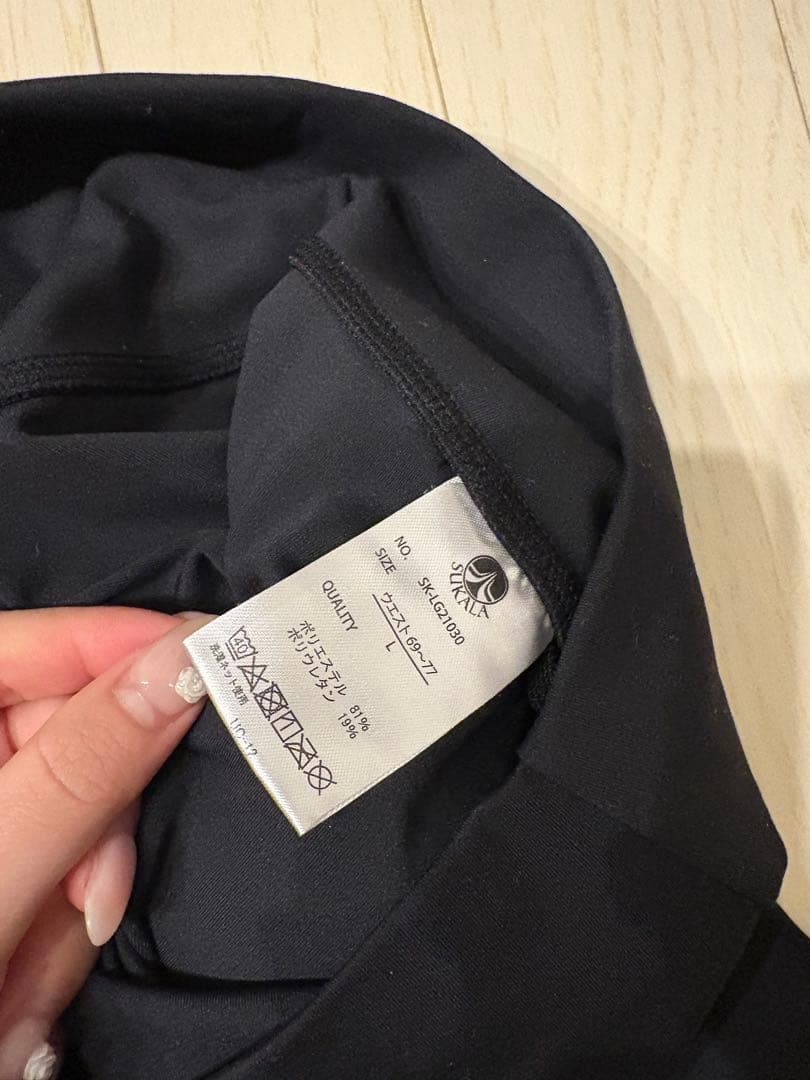 SUKALA
NO. SK-LG21030
SIZE ウエスト69~77
L
QUALITY
ポリエステル 81%
ポリウレタン 19%
40
洗濯ネット使用